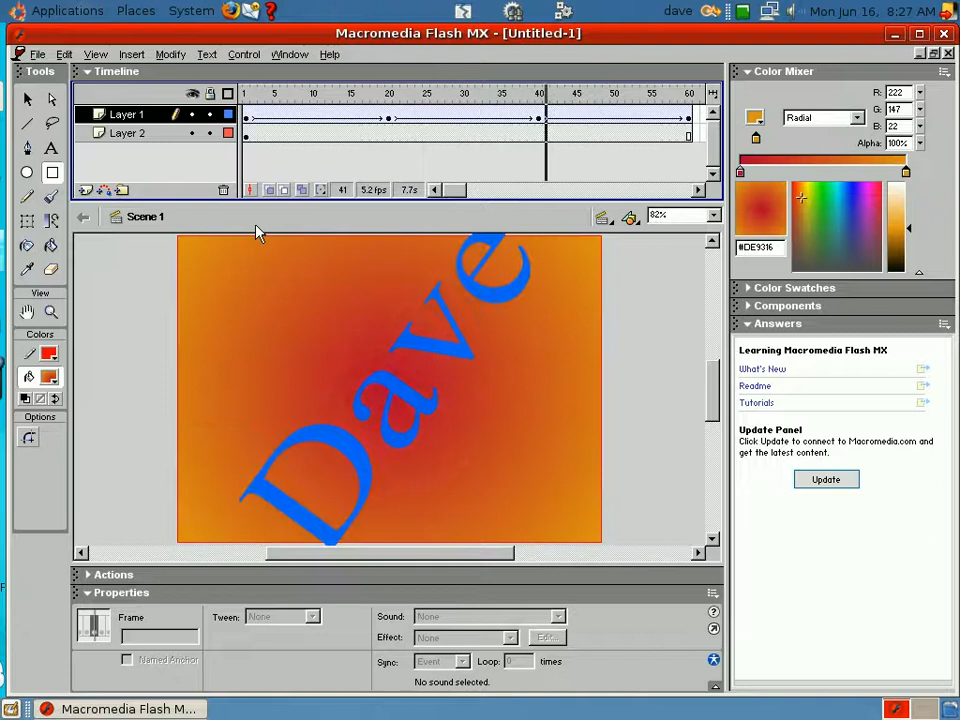 Applications Places System dave Mon Jun 16, 8:27 AM
Macromedia Flash MX - [Untitled-1]
File Edit View Insert Modify Text Control Window Help
Tools
Timeline
1 5 10 15 20 25 30 35 40 45 50 55 60 65
Layer 1
Layer 2
41 5.2 fps 7.7s
Scene 1
82%
View
Colors
Options
Dave
Color Mixer
Radial
R: 222
G: 147
B: 22
Alpha: 100%
#DE9316
Color Swatches
Components
Answers
Learning Macromedia Flash MX
What's New
Readme
Tutorials
Update Panel
Click Update to connect to Macromedia.com and
get the latest content.
Update
Actions
Properties
Frame Tween: None Sound: None
Effect: None Edit...
Named Anchor Sync: Event Loop: 0 times
No sound selected.
Macromedia Flash M...